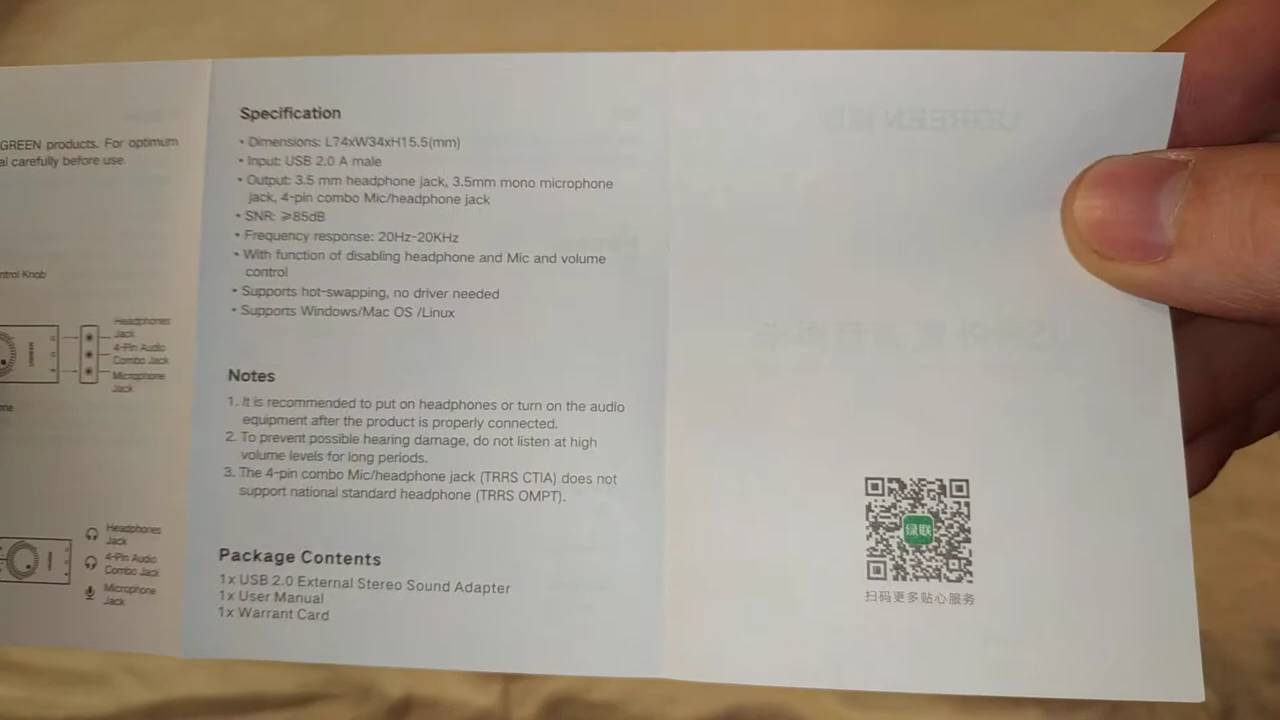 GREEN products. For optimum
al carefully before use.
ntrol Knob
Headphones
Jack
4-Pin Audio
Combo Jack
Microphone
Jack
UGREEN
one
Headphones
Jack
4-Pin Audio
Combo Jack
Microphone
Jack
Specification
• Dimensions: L74xW34xH15.5(mm)
• Input: USB 2.0 A male
• Output: 3.5 mm headphone jack, 3.5mm mono microphone
jack, 4-pin combo Mic/headphone jack
• SNR: ⩾85dB
• Frequency response: 20Hz-20KHz
• With function of disabling headphone and Mic and volume
control
• Supports hot-swapping, no driver needed
• Supports Windows/Mac OS /Linux
Notes
1. It is recommended to put on headphones or turn on the audio
equipment after the product is properly connected.
2. To prevent possible hearing damage, do not listen at high
volume levels for long periods.
3. The 4-pin combo Mic/headphone jack (TRRS CTIA) does not
support national standard headphone (TRRS OMPT).
Package Contents
1x USB 2.0 External Stereo Sound Adapter
1x User Manual
1x Warrant Card
绿联
扫码更多贴心服务